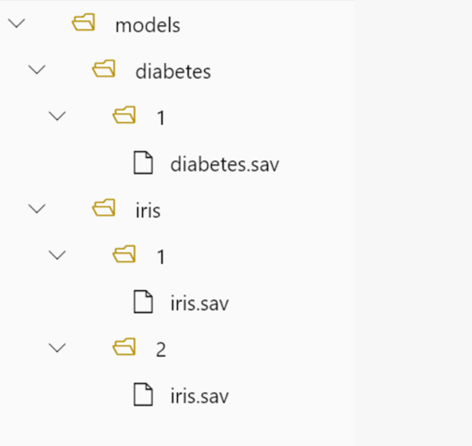 models
diabetes
1
diabetes.sav
iris
1
iris.sav
2
iris.sav